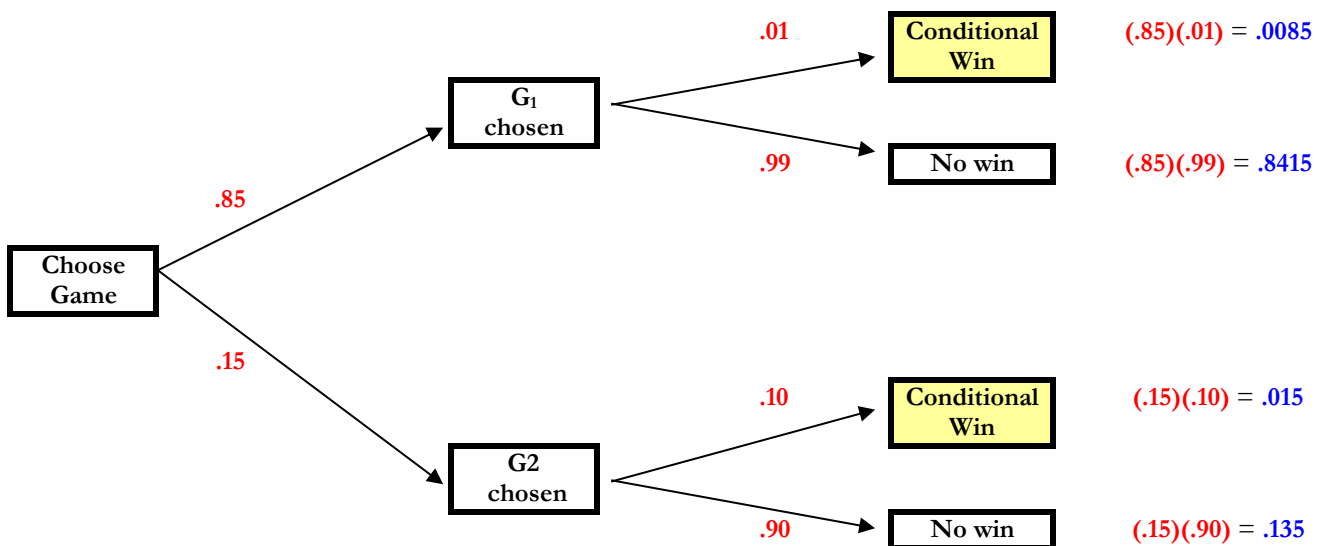 .01
Conditional
Win
(.85)(.01) = .0085
G₁
chosen
.99
No win
(.85)(.99) = .8415
.85
Choose
Game
.15
.10
Conditional
Win
(.15)(.10) = .015
G2
chosen
.90
No win
(.15)(.90) = .135